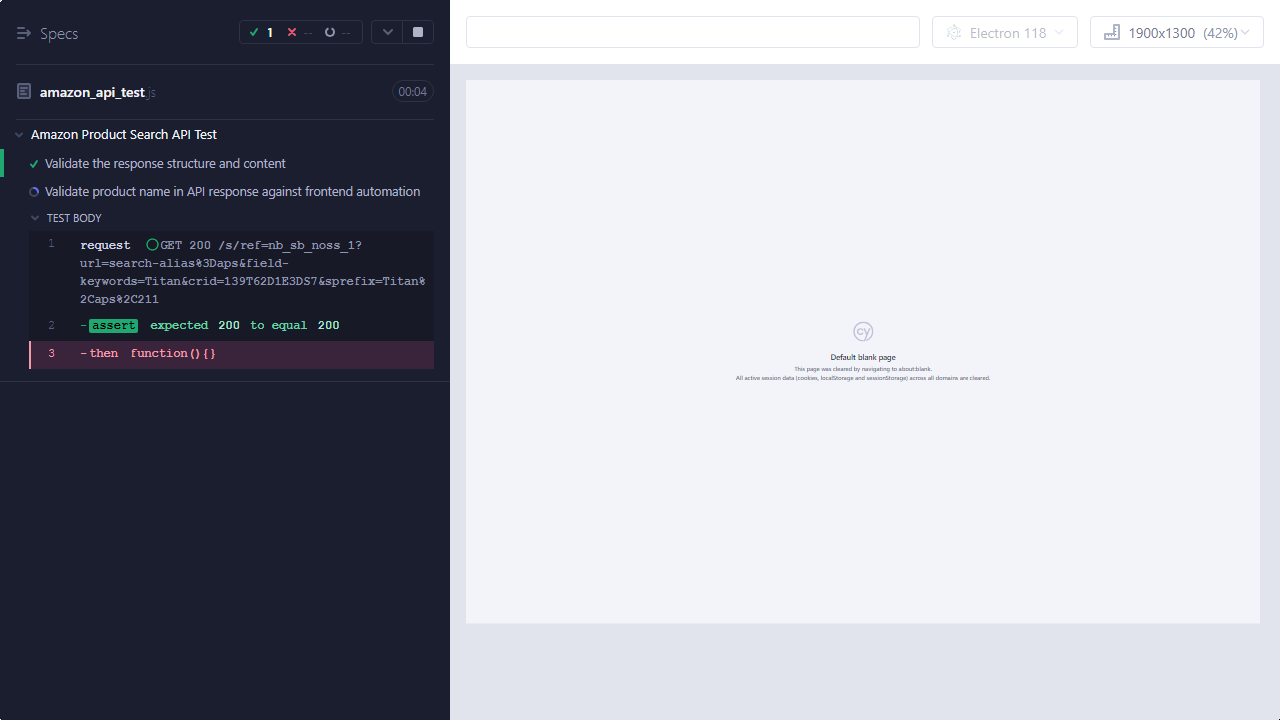 Specs
1 -- --
Electron 118
1900x1300 (42%)
amazon_api_test.js
00:04
Amazon Product Search API Test
Validate the response structure and content
Validate product name in API response against frontend automation
TEST BODY
1 request GET 200 /s/ref=nb_sb_noss_1?
url=search-alias%3Daps&field-
keywords=Titan&crid=139T62D1E3DS7&sprefix=Titan%
2Caps%2C211
2 -assert expected 200 to equal 200
3 -then function(){}
cy
Default blank page
This page was cleared by navigating to about:blank.
All active session data (cookies, localStorage and sessionStorage) across all domains are cleared.